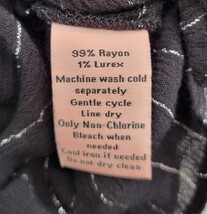 99% Rayon
1% Lurex
Machine wash cold
separately
Gentle cycle
Line dry
Only Non-Chlorine
Bleach when
needed
Cool iron if needed
Do not dry clean